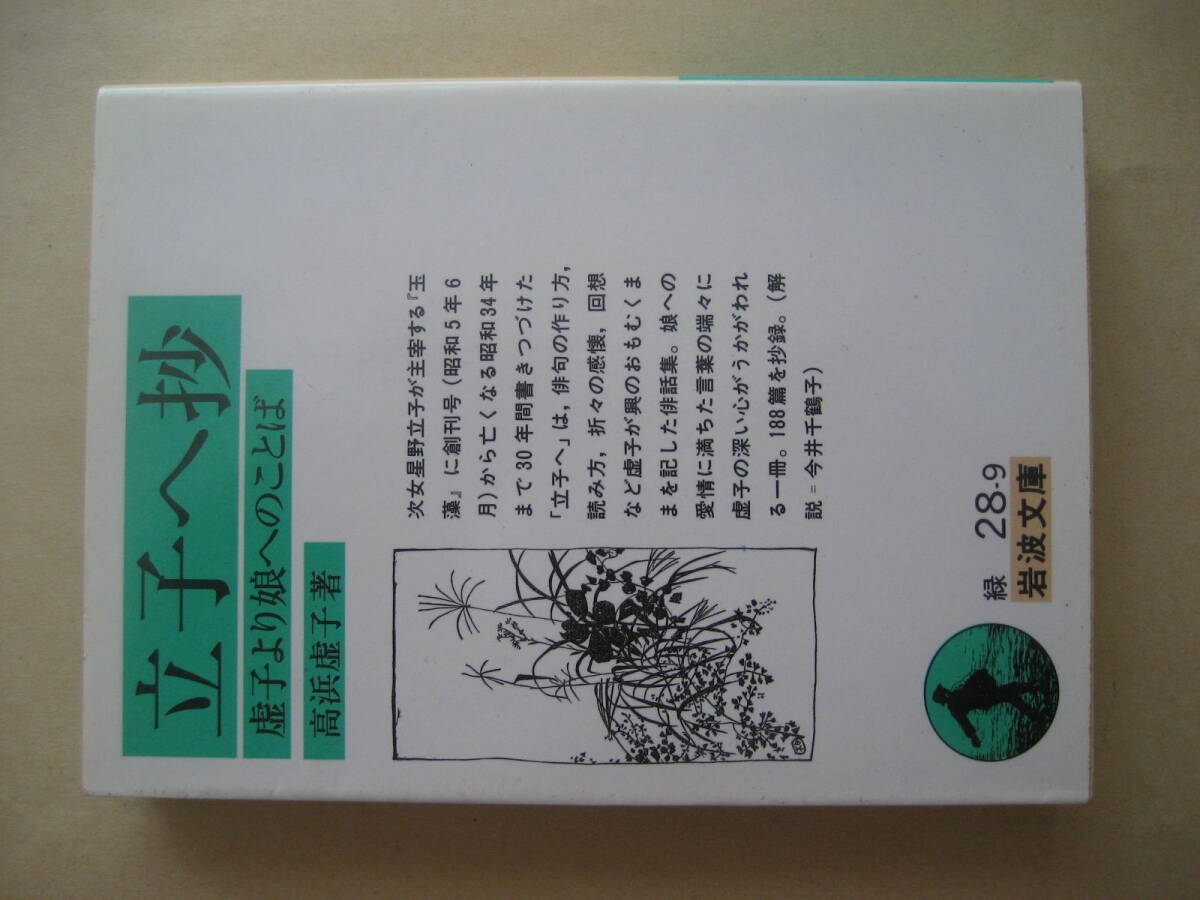 立子へ抄
虚子より娘へのことば
高浜虚子著
次女星野立子が主宰する『玉
藻』に創刊号(昭和5年6
月)から亡くなる昭和34年
まで30年間書きつづけた
「立子へ」は,俳句の作り方,
読み方,折々の感懐,回想
など虚子が興のおもむくま
まを記した俳話集。娘への
愛情に満ちた言葉の端々に
虚子の深い心がうかがわれ
る一冊。188篇を抄録。(解
説=今井千鶴子)
緑 28-9
岩波文庫